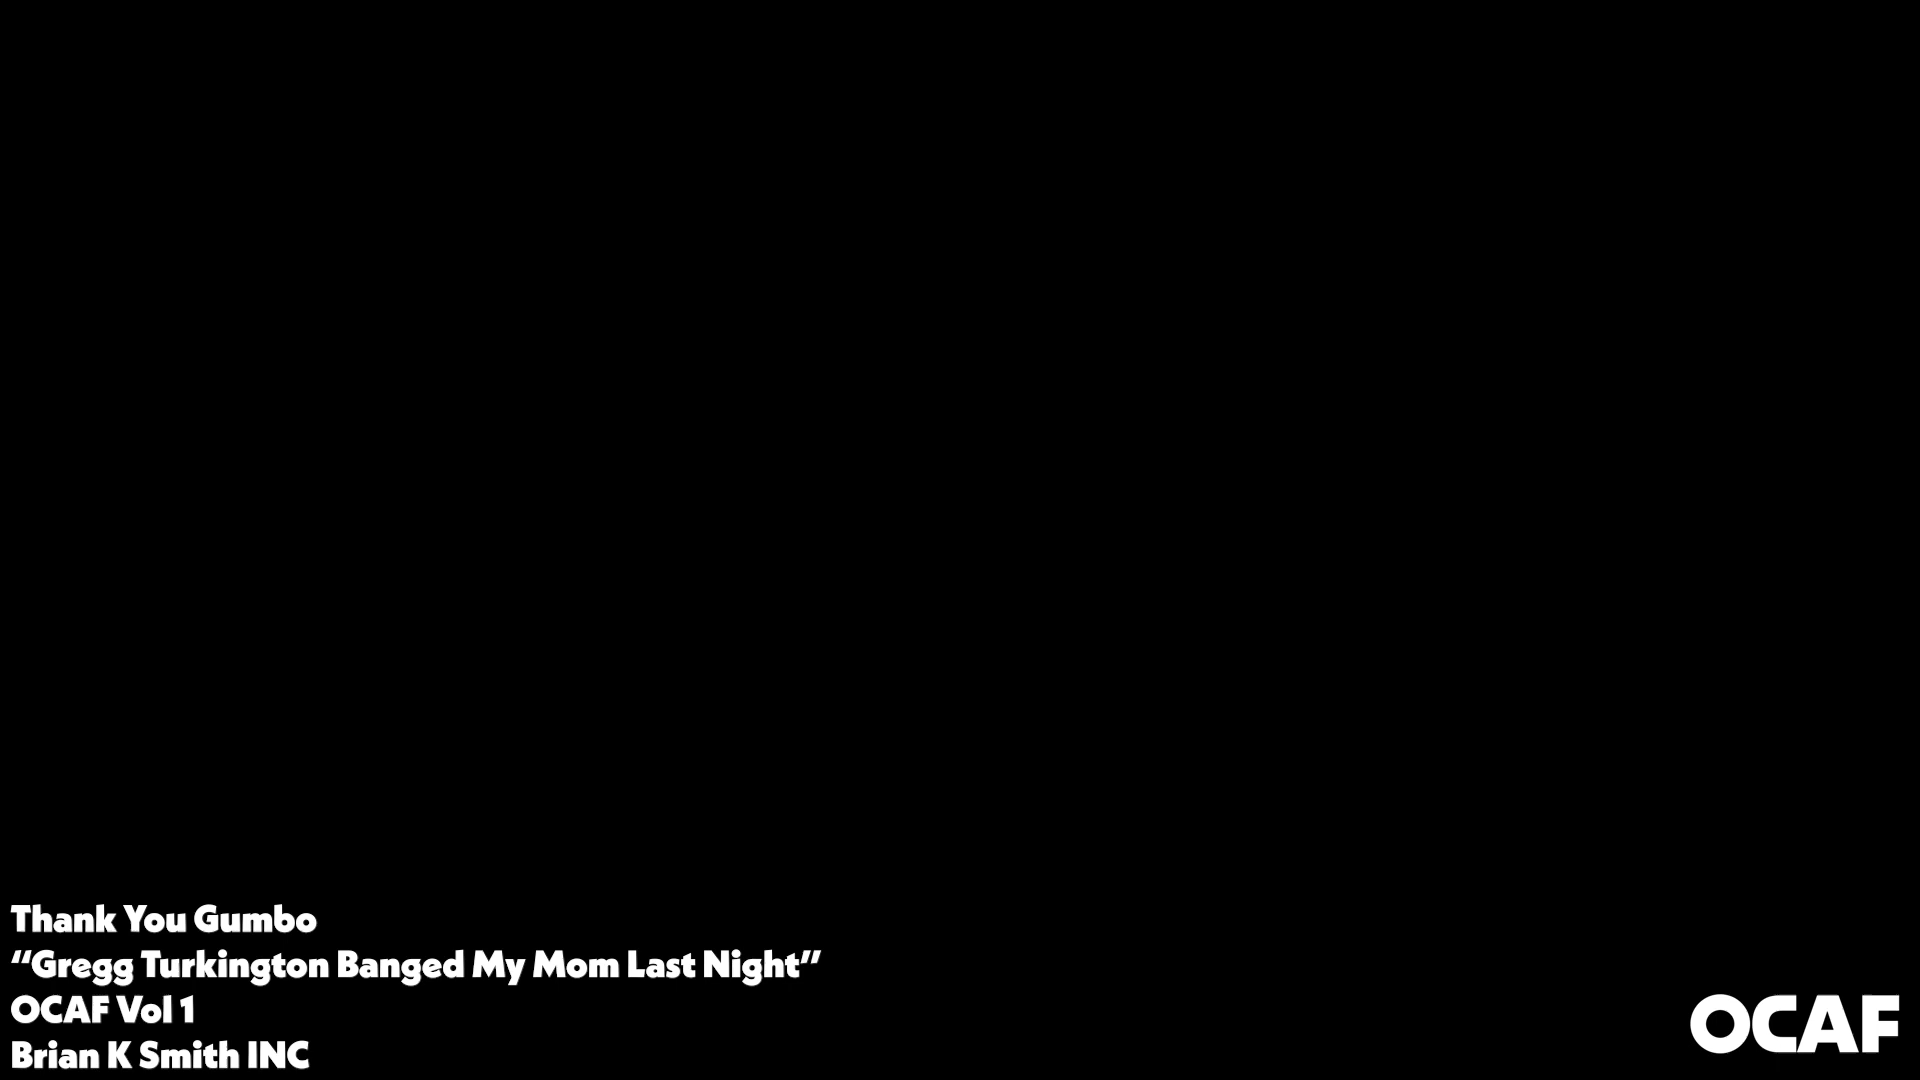 Thank You Gumbo
“Gregg Turkington Banged My Mom Last Night”
OCAF Vol 1
Brian K Smith INC
OCAF